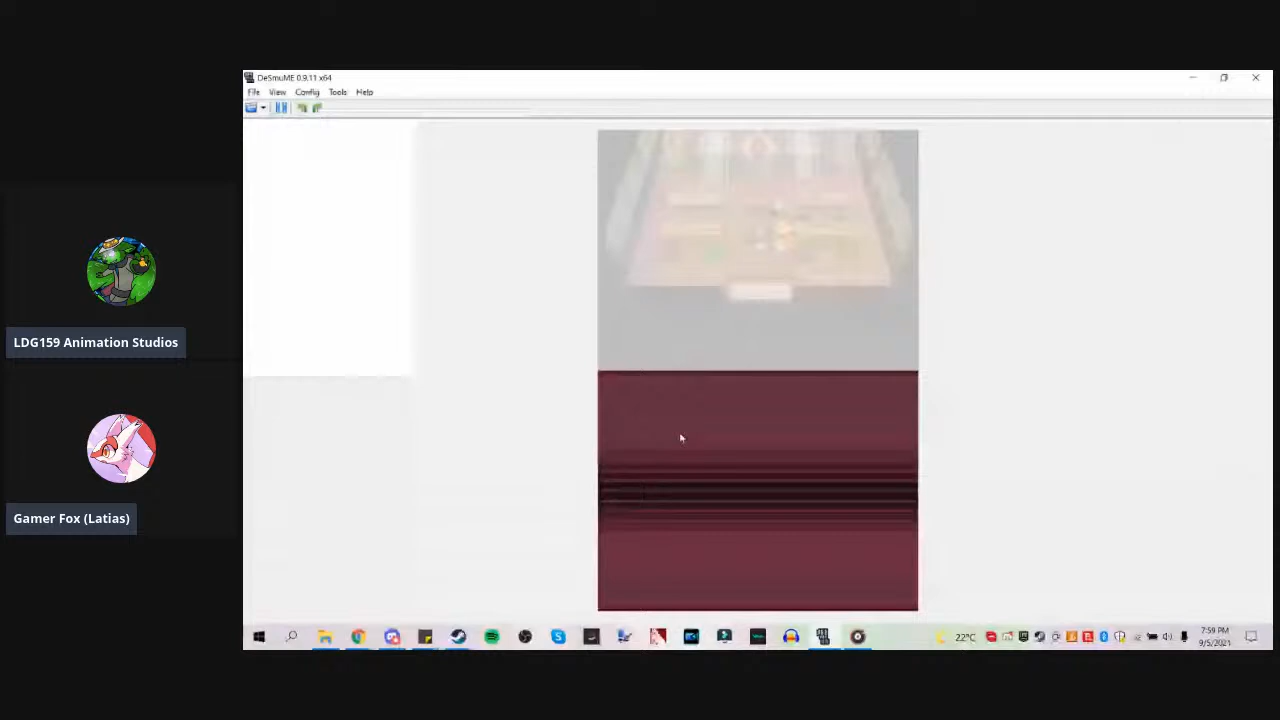 DeSmuME 0.9.11 x64
File View Config Tools Help
LDG159 Animation Studios
Gamer Fox (Latias)
22°C
7:59 PM
9/5/2021